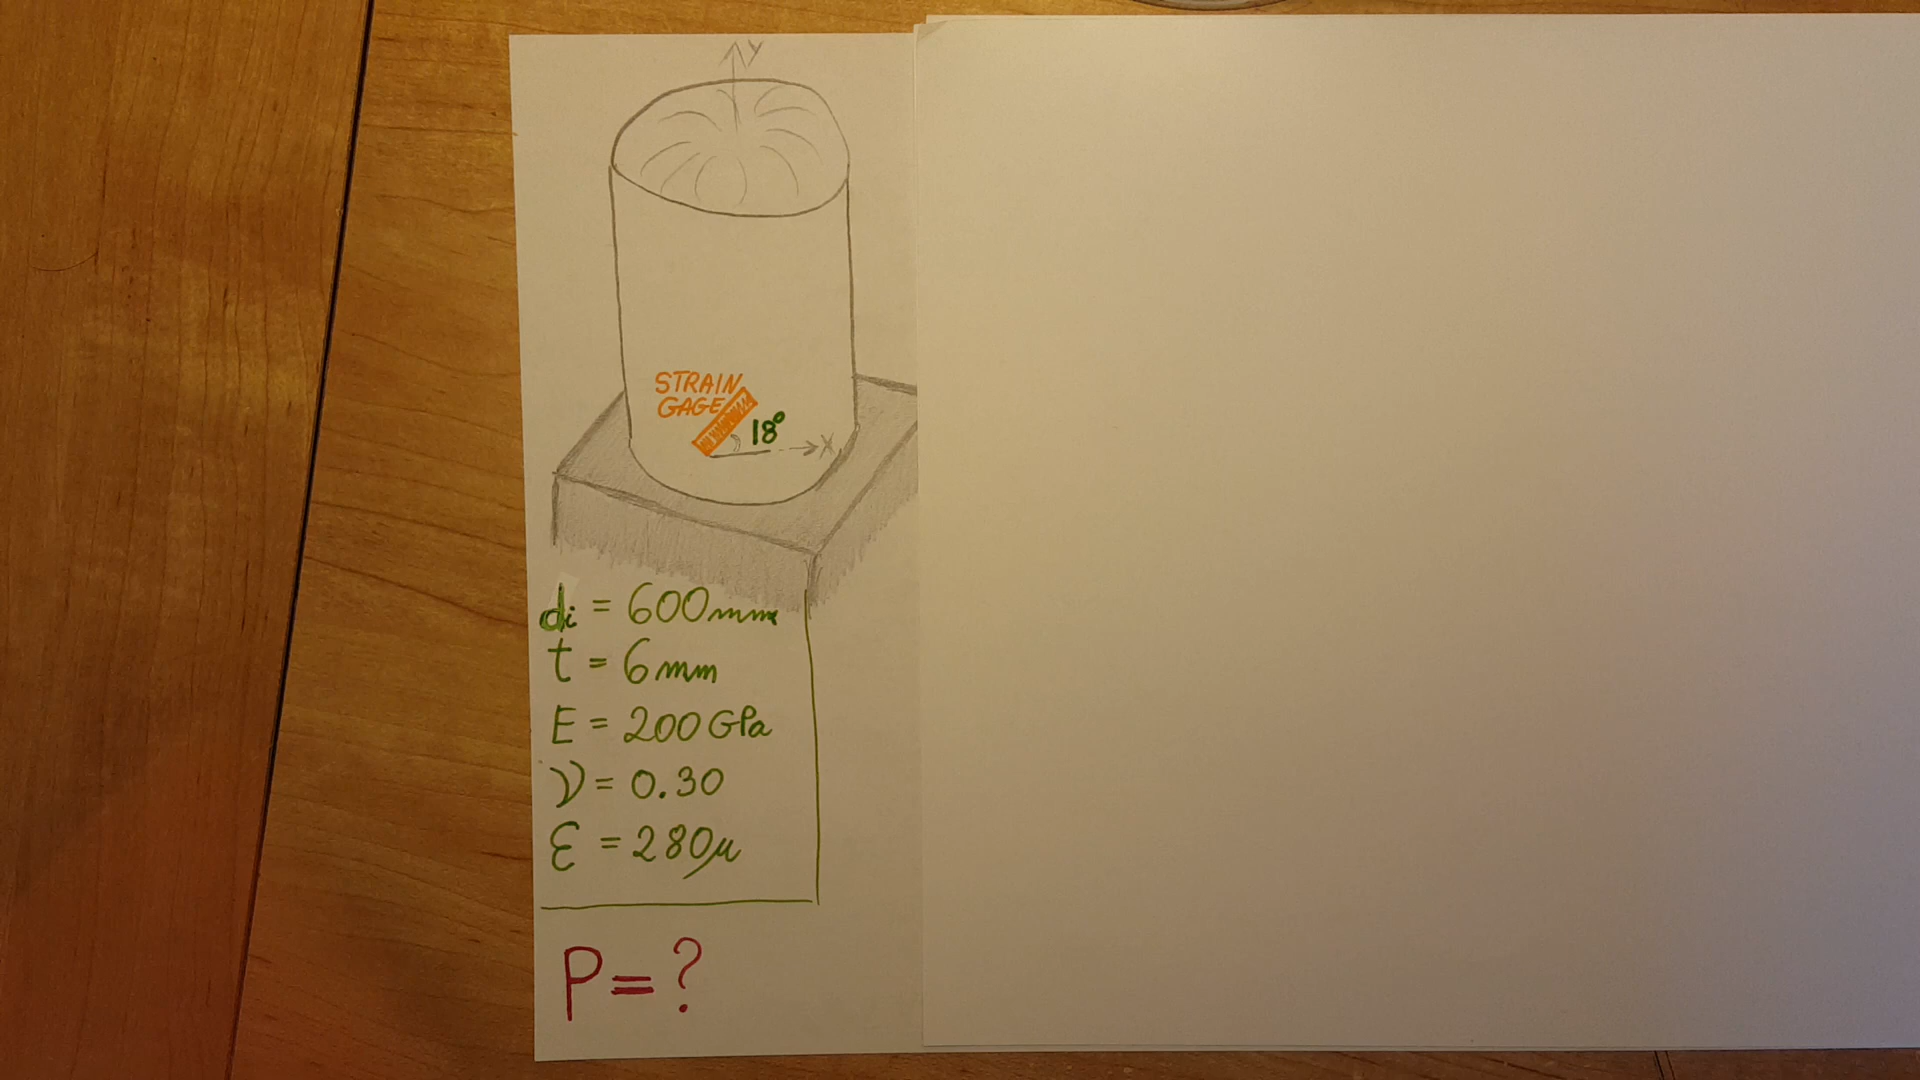 Y
STRAIN
GAGE
18°
X
di = 600mm
t = 6mm
E = 200 GPa
ν = 0.30
ε = 280μ
P = ?